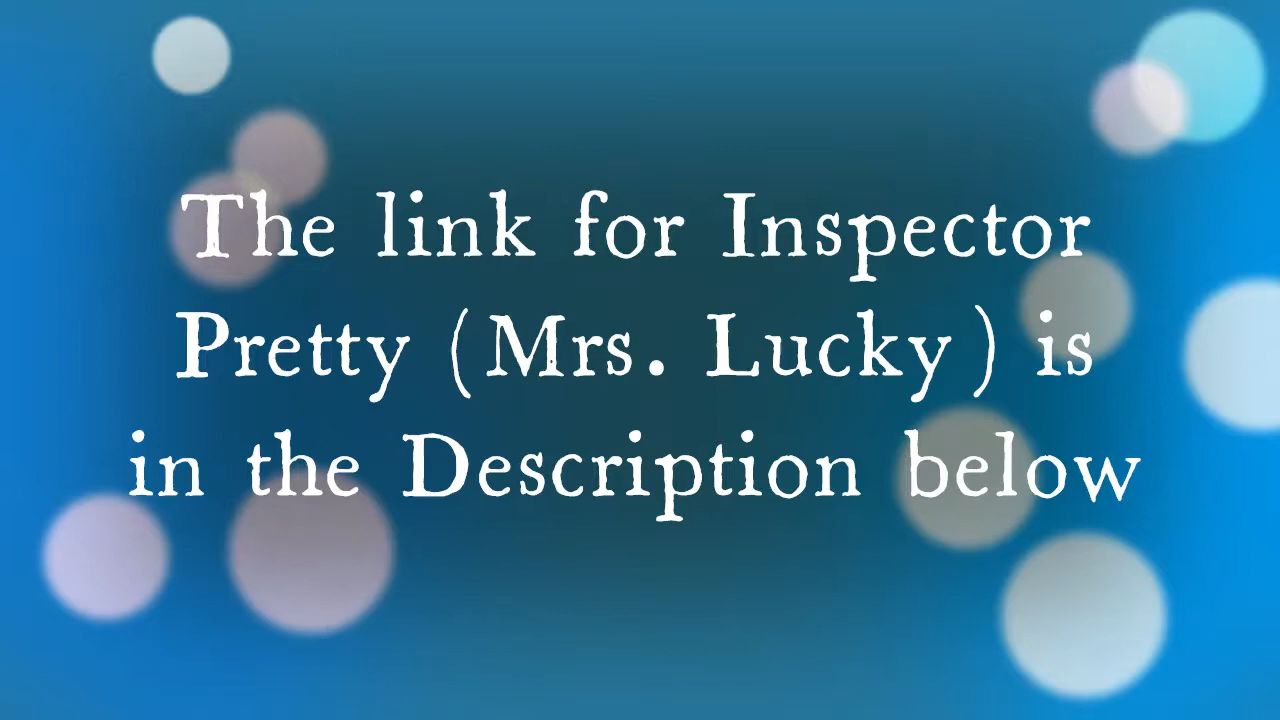 The link for Inspector
Pretty (Mrs. Lucky) is
in the Description below